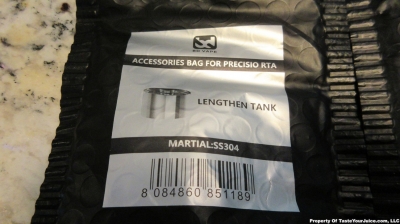 ACCESSORIES BAG FOR PRECISIO RTA
LENGTHEN TANK
MARTIAL:SS304
8 084860 851189
Property Of TasteYourJuice.com, LLC